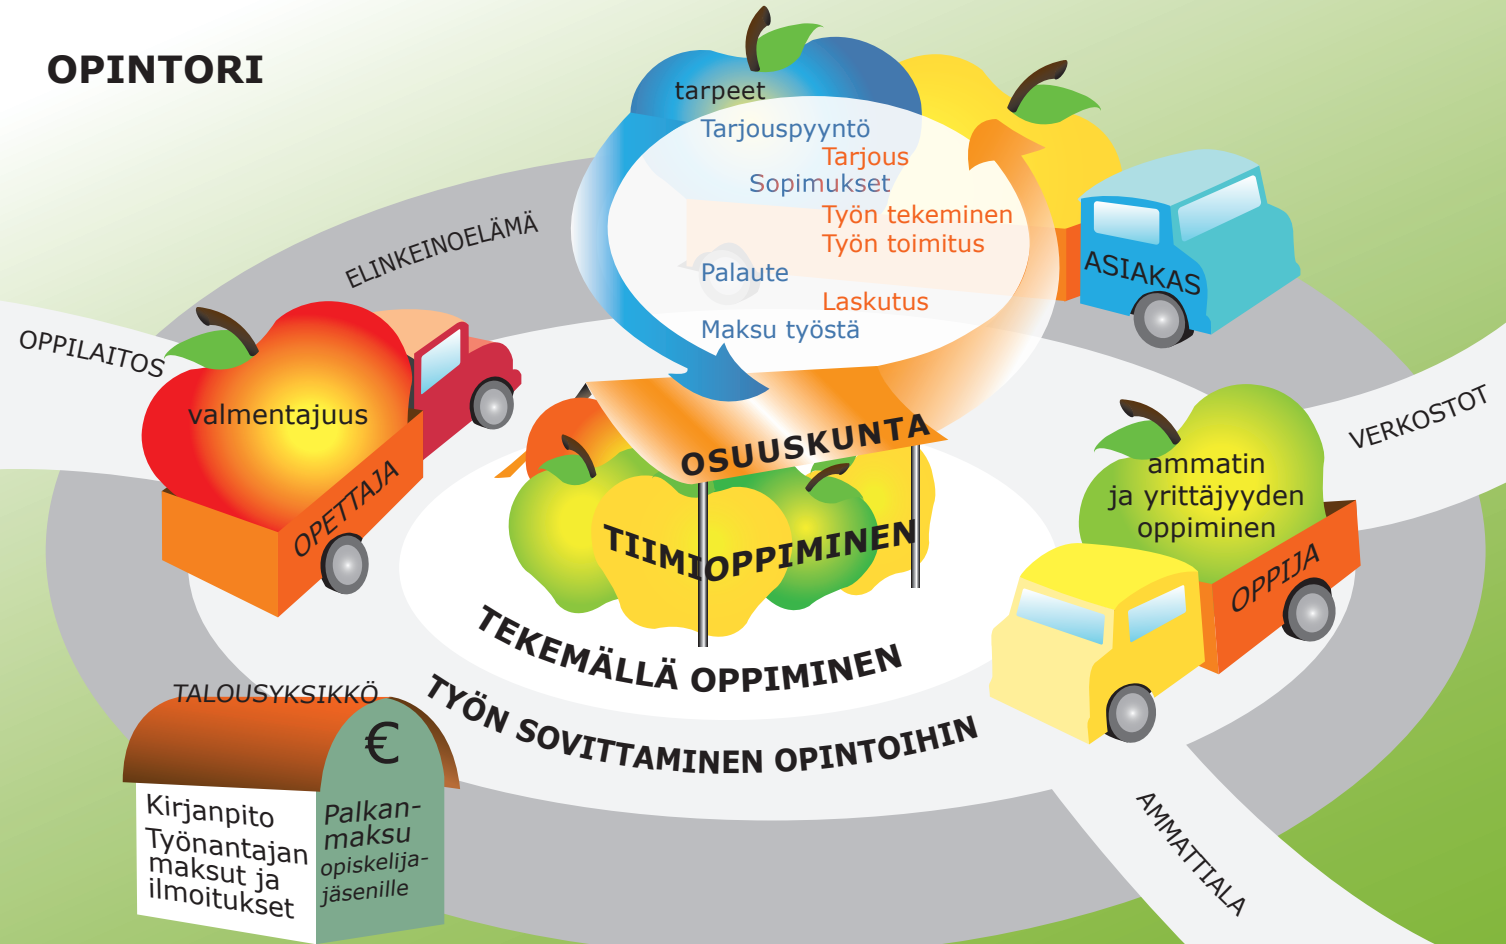 OPINTORI
tarpeet
Tarjouspyyntö
Tarjous
Sopimukset
Työn tekeminen
Työn toimitus
Palaute
Laskutus
Maksu työstä
ASIAKAS
ELINKEINOELÄMÄ
OPPILAITOS
valmentajuus
OPETTAJA
OSUUSKUNTA
TIIMIOPPIMINEN
TEKEMÄLLÄ OPPIMINEN
TYÖN SOVITTAMINEN OPINTOIHIN
VERKOSTOT
ammatin
ja yrittäjyyden
oppiminen
OPPIJA
AMMATTIALA
TALOUSYKSIKKÖ
€
Kirjanpito
Työnantajan
maksut ja
ilmoitukset
Palkan-
maksu
opiskelija-
jäsenille